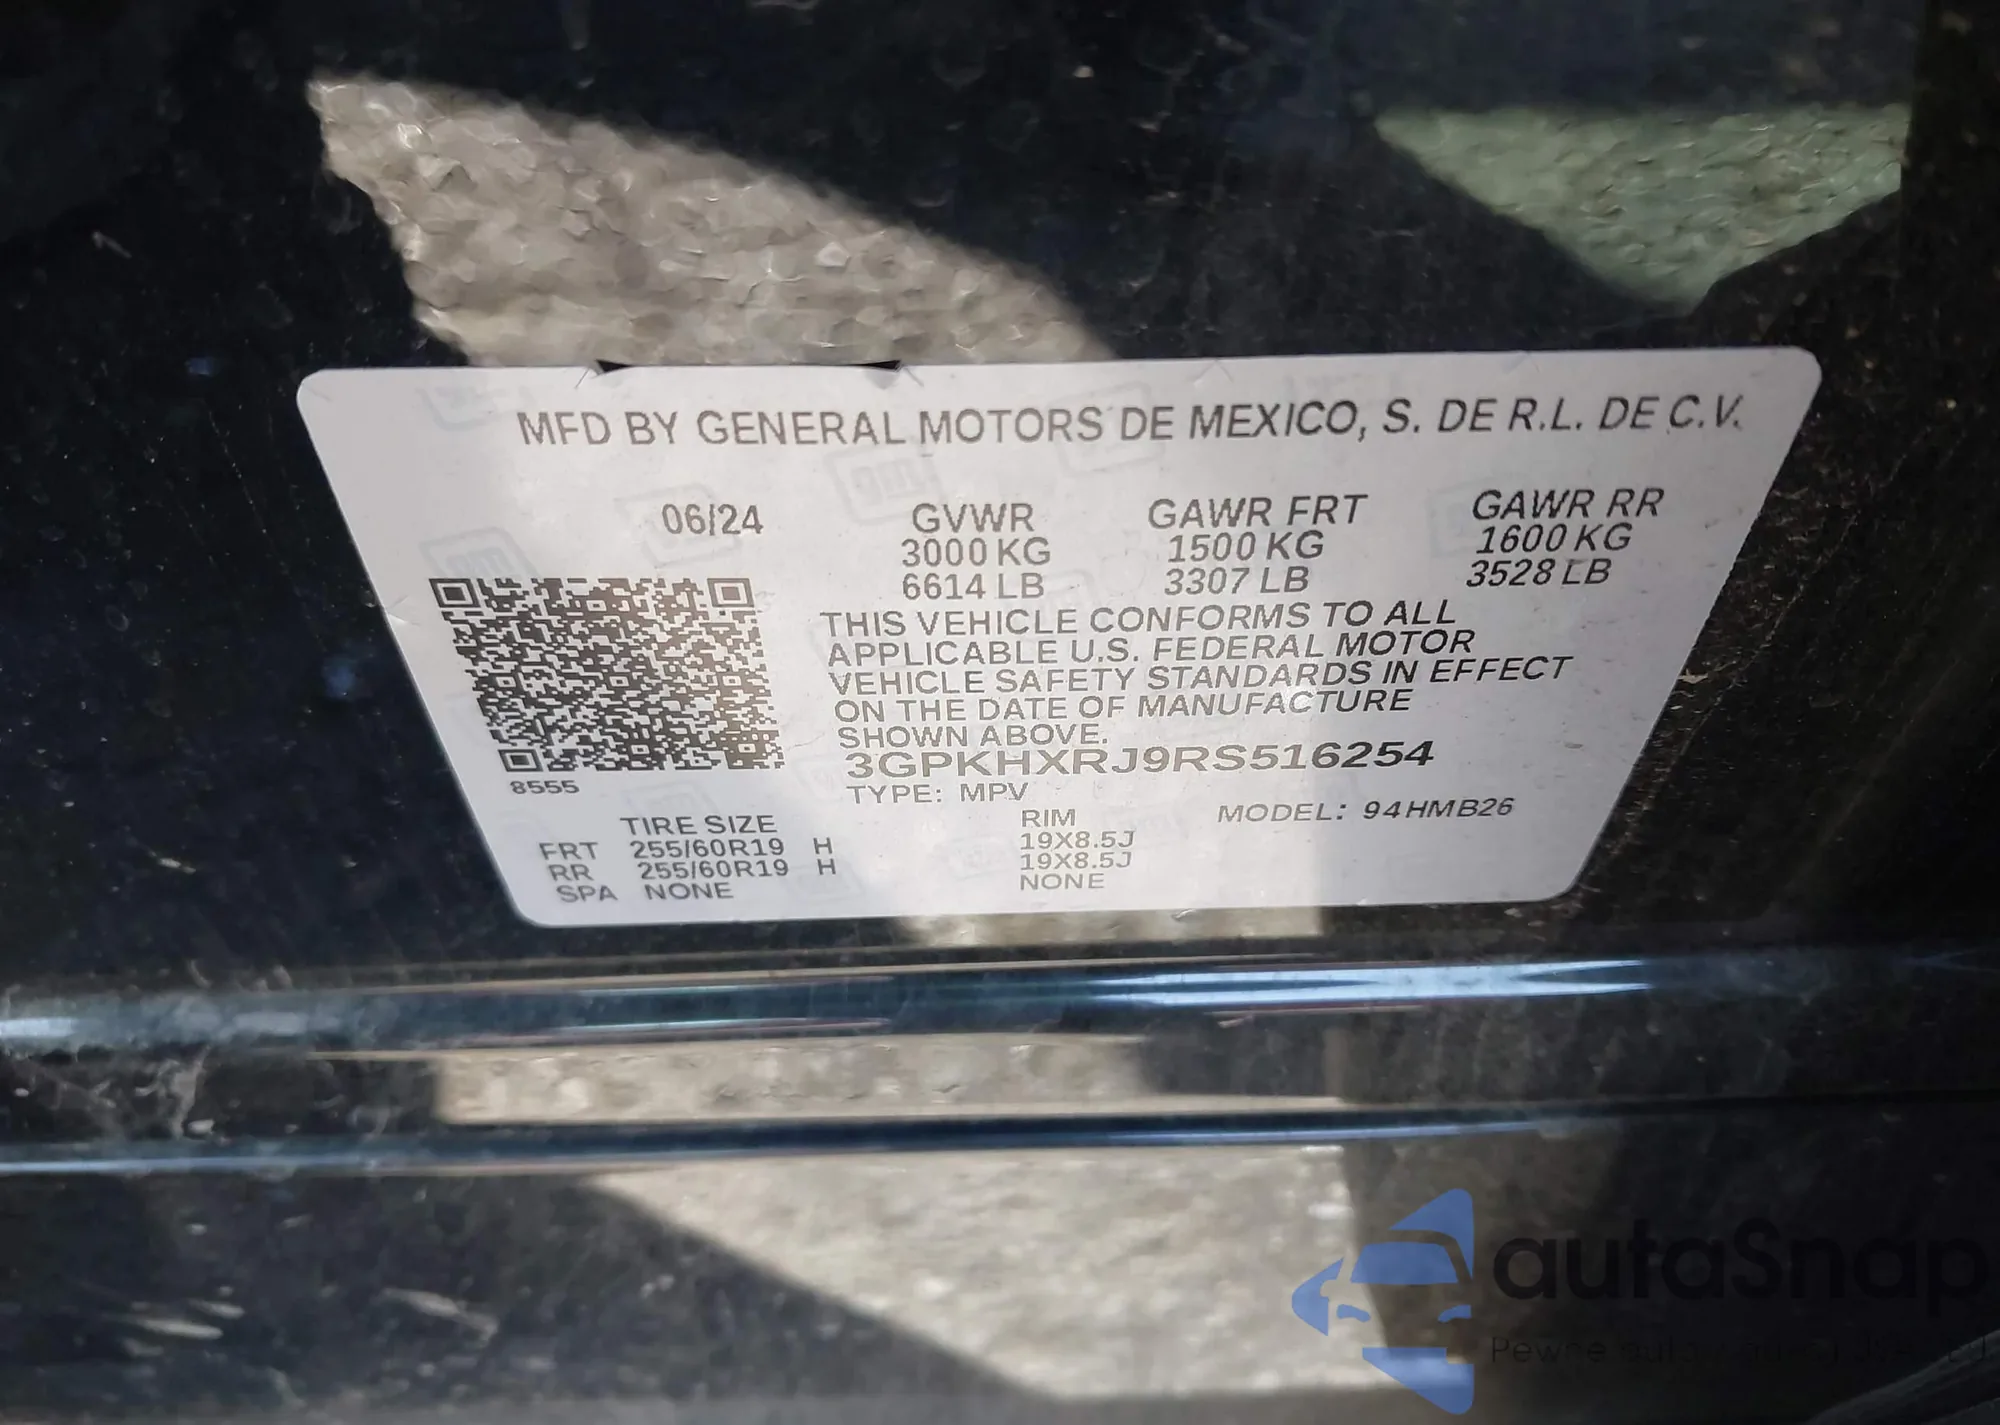 MFD BY GENERAL MOTORS DE MEXICO, S. DE R.L. DE C.V.
06/24 GVWR GAWR FRT GAWR RR
3000 KG 1500 KG 1600 KG
6614 LB 3307 LB 3528 LB
THIS VEHICLE CONFORMS TO ALL
APPLICABLE U.S. FEDERAL MOTOR
VEHICLE SAFETY STANDARDS IN EFFECT
ON THE DATE OF MANUFACTURE
SHOWN ABOVE.
3GPKHXRJ9RS516254
8555
TYPE: MPV MODEL: 94HMB26
TIRE SIZE RIM
FRT 255/60R19 H 19X8.5J
RR 255/60R19 H 19X8.5J
SPA NONE NONE
autaSnap
Pewne auta